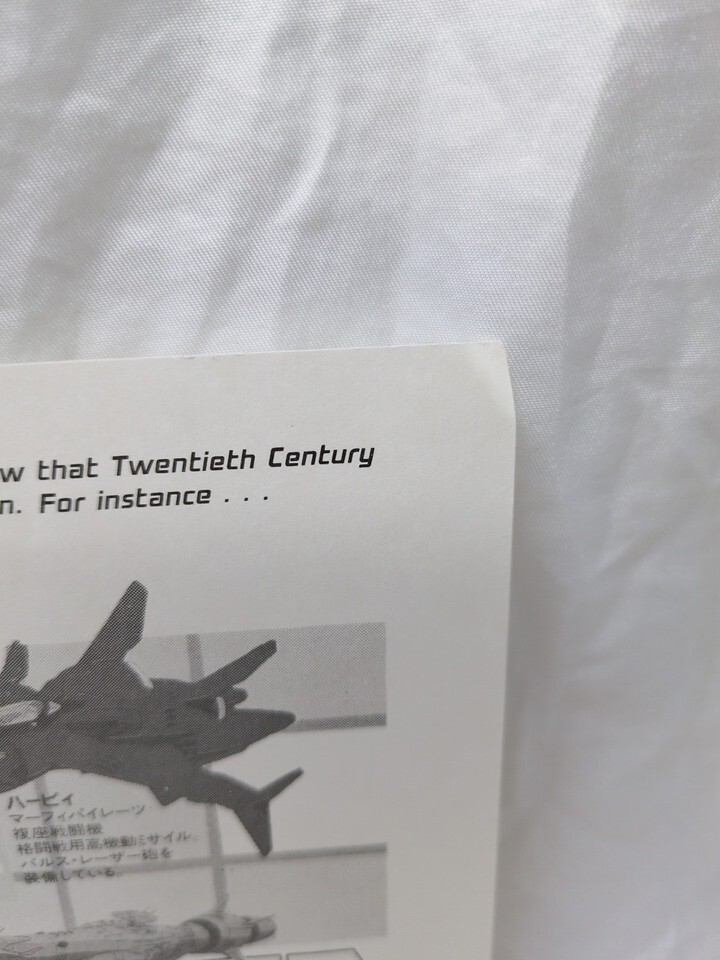 w that Twentieth Century
n. For instance . . .
ハーピィ
マーフィパイレーツ
複座戦闘機
格闘戦用高機動ミサイル、
パルス・レーザー砲を
装備している。